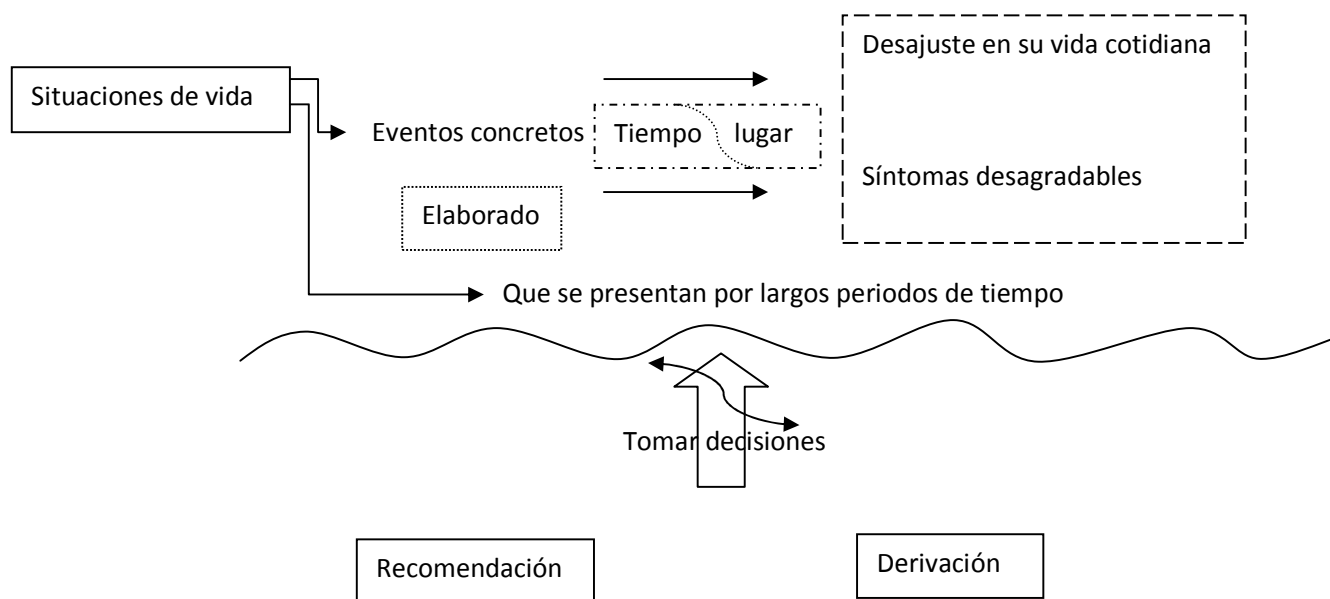 Desajuste en su vida cotidiana
Situaciones de vida
Eventos concretos Tiempo lugar
Síntomas desagradables
Elaborado
Que se presentan por largos periodos de tiempo
Tomar decisiones
Recomendación
Derivación